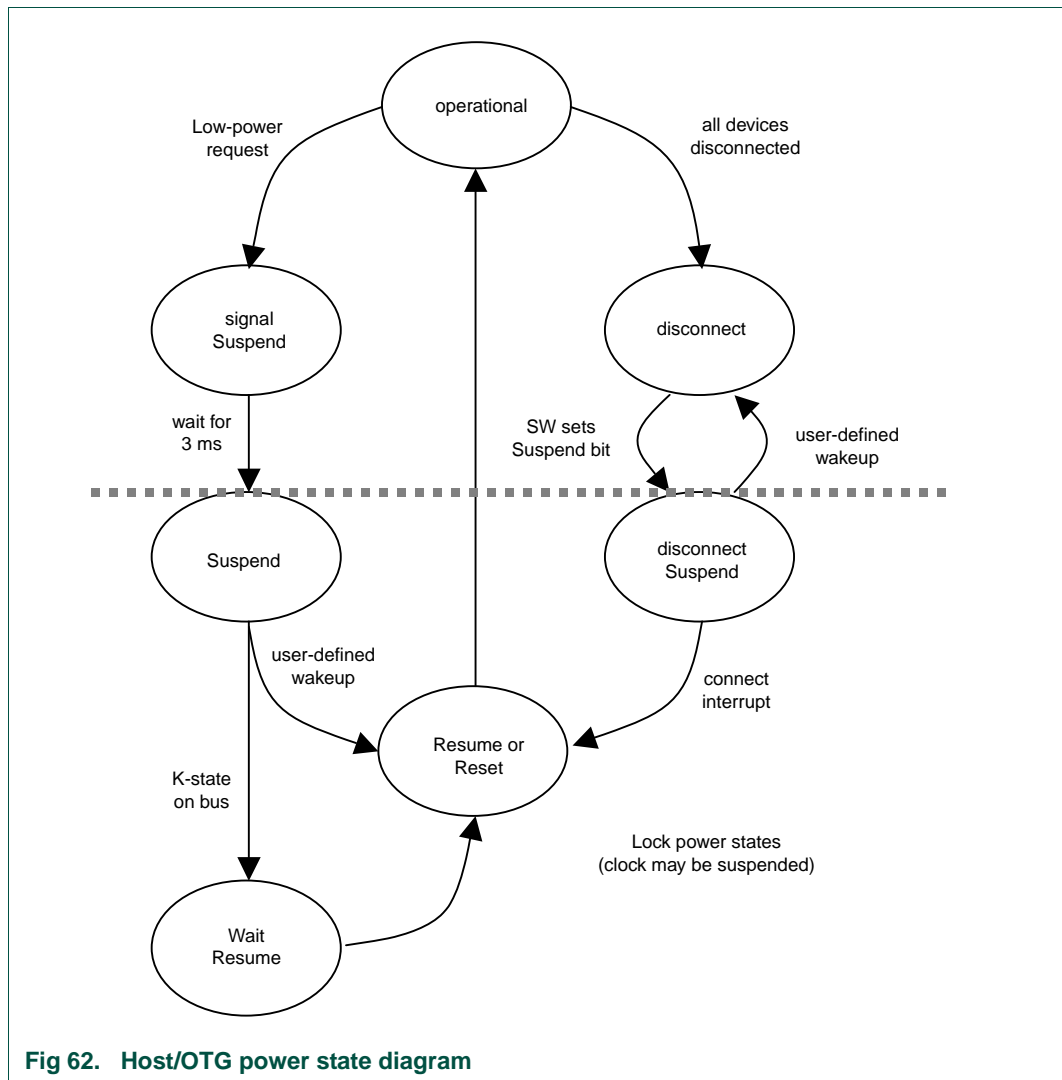 operational
Low-power
request
all devices
disconnected
signal
Suspend
disconnect
wait for
3 ms
SW sets
Suspend bit
user-defined
wakeup
Suspend
disconnect
Suspend
user-defined
wakeup
connect
interrupt
Resume or
Reset
K-state
on bus
Lock power states
(clock may be suspended)
Wait
Resume
Fig 62. Host/OTG power state diagram